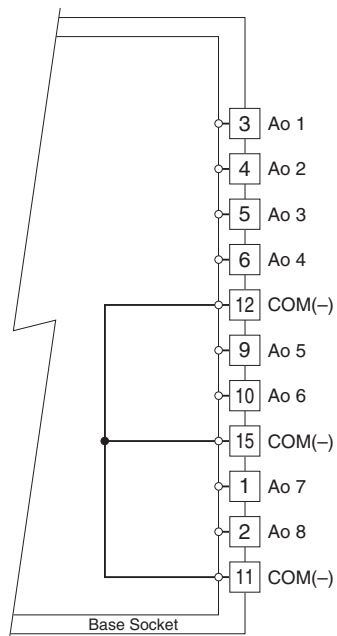 3 Ao 1
4 Ao 2
5 Ao 3
6 Ao 4
12 COM(–)
9 Ao 5
10 Ao 6
15 COM(–)
1 Ao 7
2 Ao 8
11 COM(–)
Base Socket